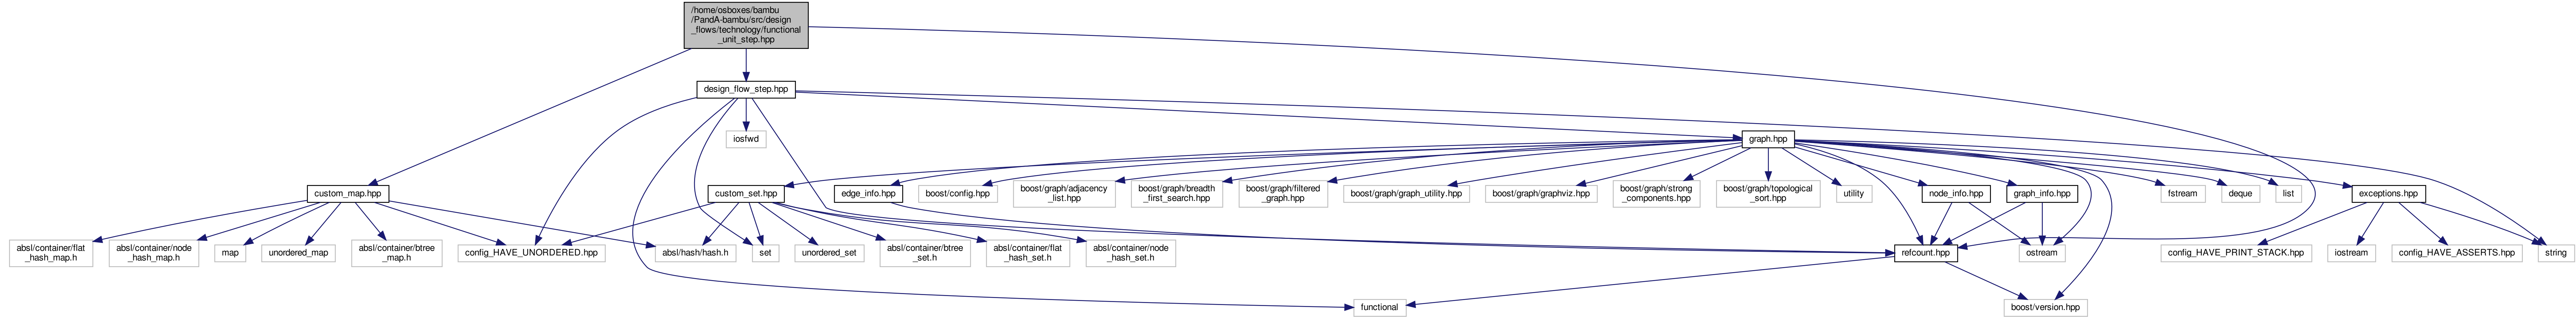 /home/osboxes/bambu
/PandA-bambu/src/design
_flows/technology/functional
_unit_step.hpp
design_flow_step.hpp
iosfwd
graph.hpp
custom_map.hpp
custom_set.hpp
edge_info.hpp
boost/config.hpp
boost/graph/adjacency
_list.hpp
boost/graph/breadth
_first_search.hpp
boost/graph/filtered
_graph.hpp
boost/graph/graph_utility.hpp
boost/graph/graphviz.hpp
boost/graph/strong
_components.hpp
boost/graph/topological
_sort.hpp
utility
node_info.hpp
graph_info.hpp
fstream
deque
list
exceptions.hpp
absl/container/flat
_hash_map.h
absl/container/node
_hash_map.h
map
unordered_map
absl/container/btree
_map.h
config_HAVE_UNORDERED.hpp
absl/hash/hash.h
set
unordered_set
absl/container/btree
_set.h
absl/container/flat
_hash_set.h
absl/container/node
_hash_set.h
refcount.hpp
ostream
config_HAVE_PRINT_STACK.hpp
iostream
config_HAVE_ASSERTS.hpp
string
functional
boost/version.hpp